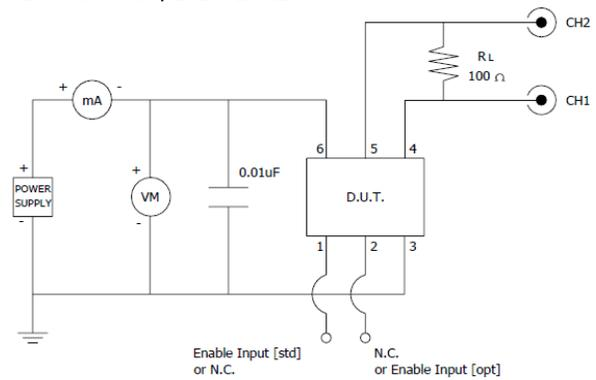 CH2
RL
100 Ω
CH1
+ mA -
6 5 4
+
POWER
SUPPLY
-
+
VM
-
0.01uF
D.U.T.
1 2 3
Enable Input [std]
or N.C.
N.C.
or Enable Input [opt]